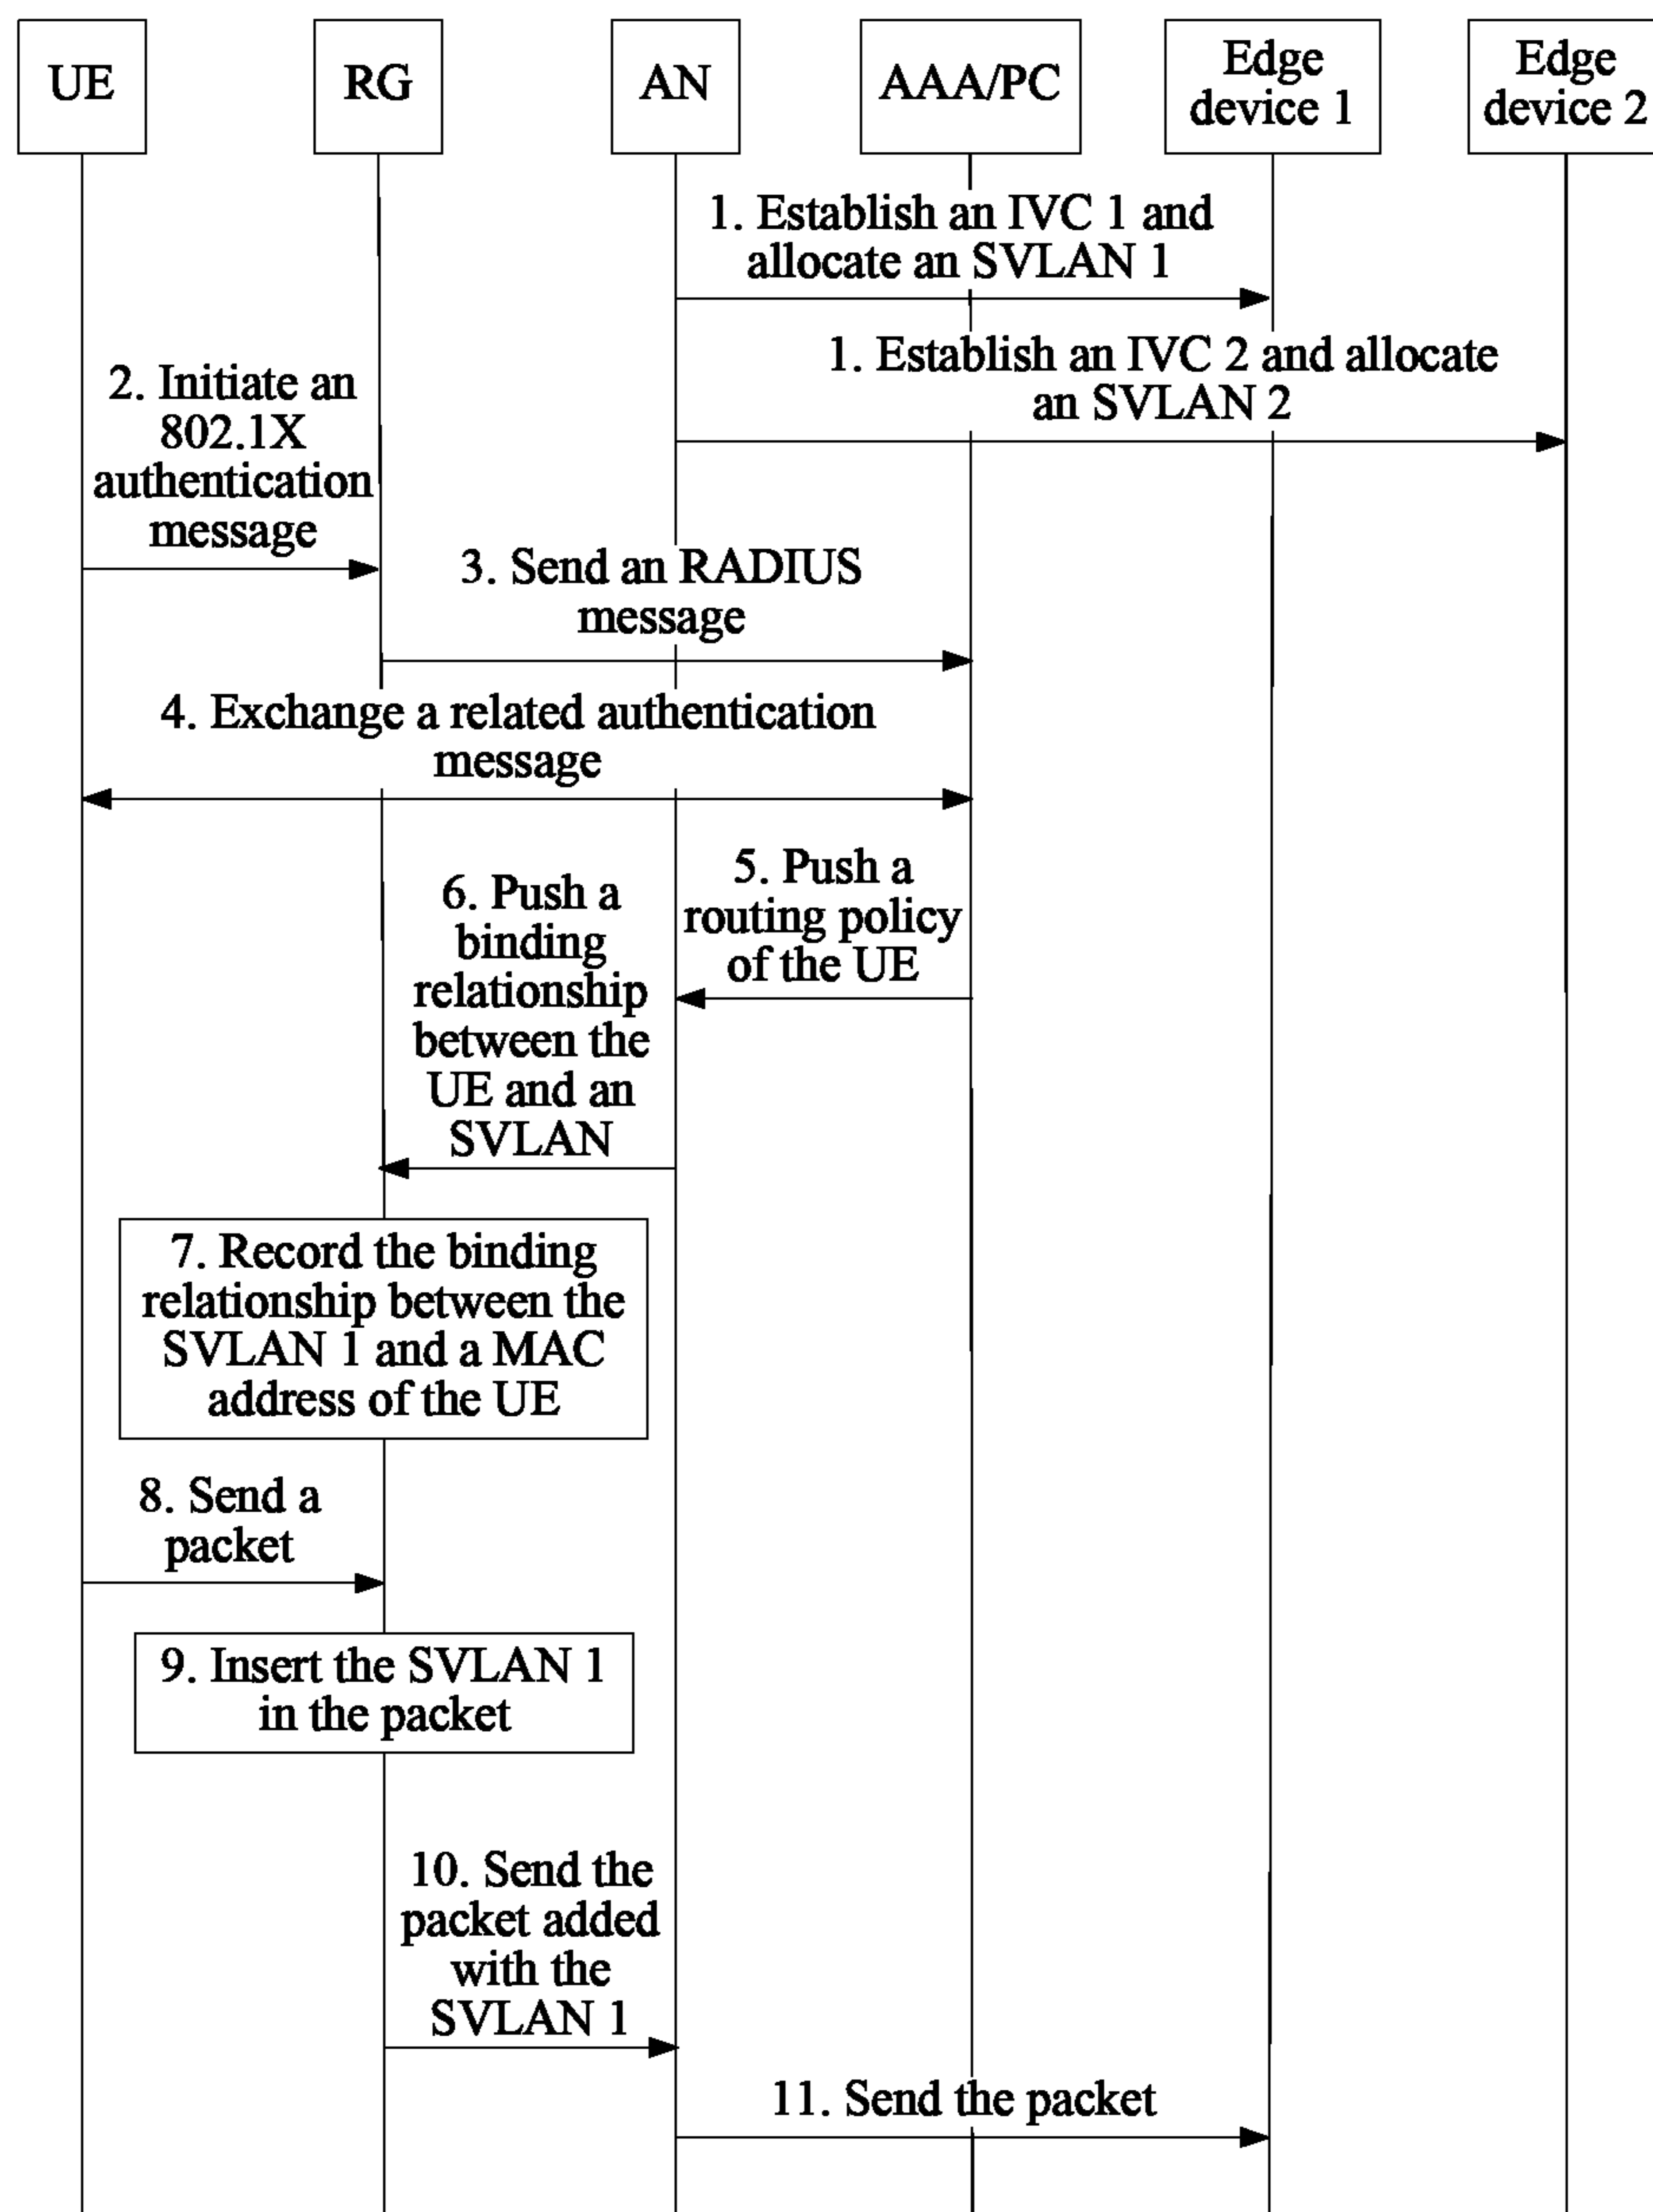 UE
RG
AN
AAA/PC
Edge
device 1
Edge
device 2
1. Establish an IVC 1 and
allocate an SVLAN 1
1. Establish an IVC 2 and allocate
an SVLAN 2
2. Initiate an
802.1X
authentication
message
3. Send an RADIUS
message
4. Exchange a related authentication
message
5. Push a
routing policy
of the UE
6. Push a
binding
relationship
between the
UE and an
SVLAN
7. Record the binding
relationship between the
SVLAN 1 and a MAC
address of the UE
8. Send a
packet
9. Insert the SVLAN 1
in the packet
10. Send the
packet added
with the
SVLAN 1
11. Send the packet